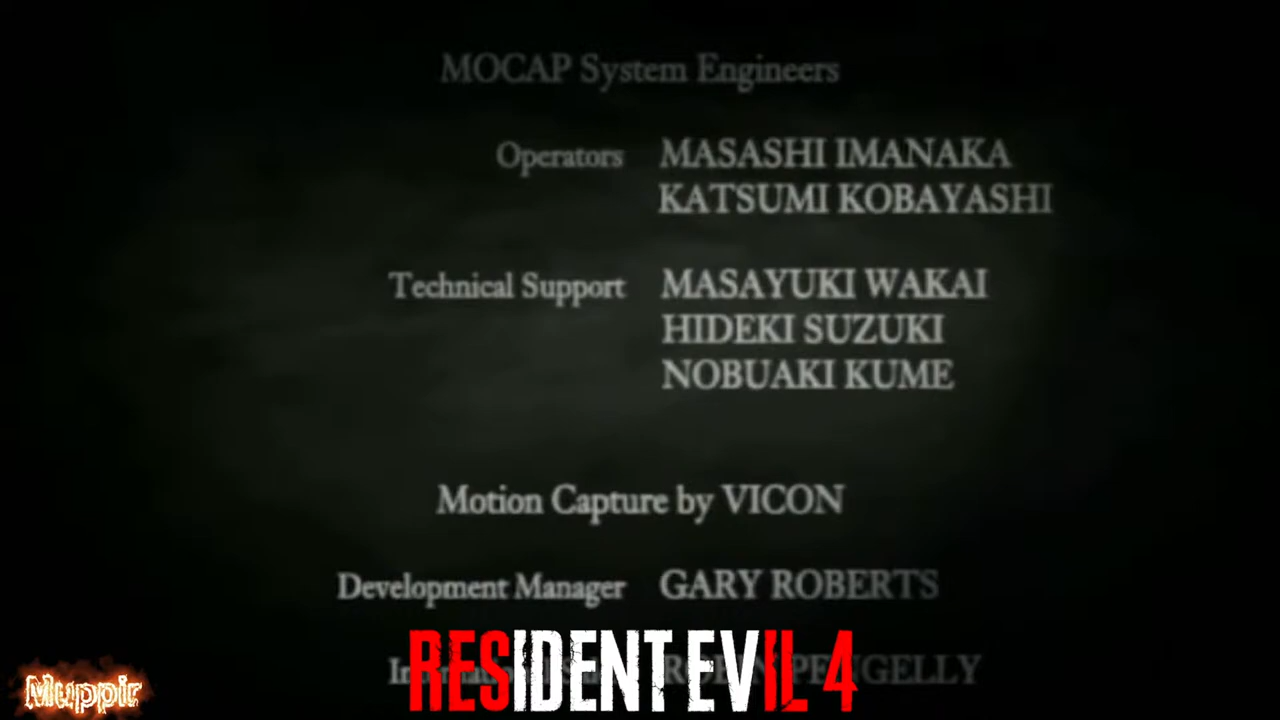 MOCAP System Engineers
Operators MASASHI IMANAKA
KATSUMI KOBAYASHI
Technical Support MASAYUKI WAKAI
HIDEKI SUZUKI
NOBUAKI KUME
Motion Capture by VICON
Development Manager GARY ROBERTS
PENGELLY
RESIDENT EVIL 4
Muppir